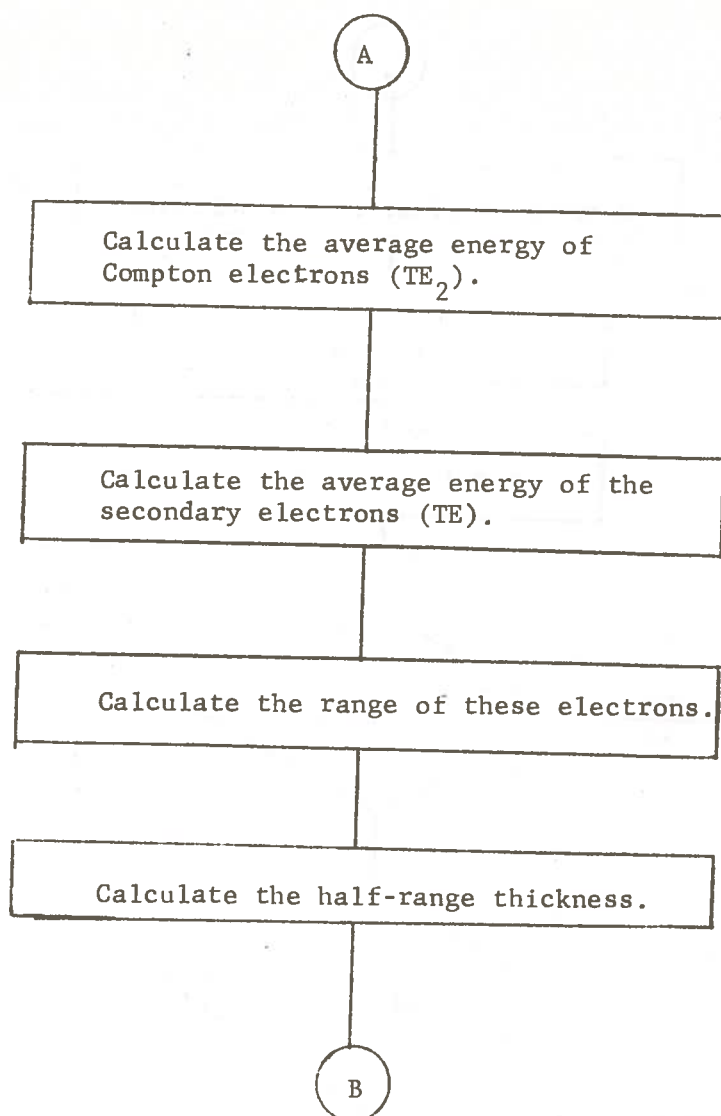 A
Calculate the average energy of
Compton electrons (TE₂).
Calculate the average energy of the
secondary electrons (TE).
Calculate the range of these electrons.
Calculate the half-range thickness.
B